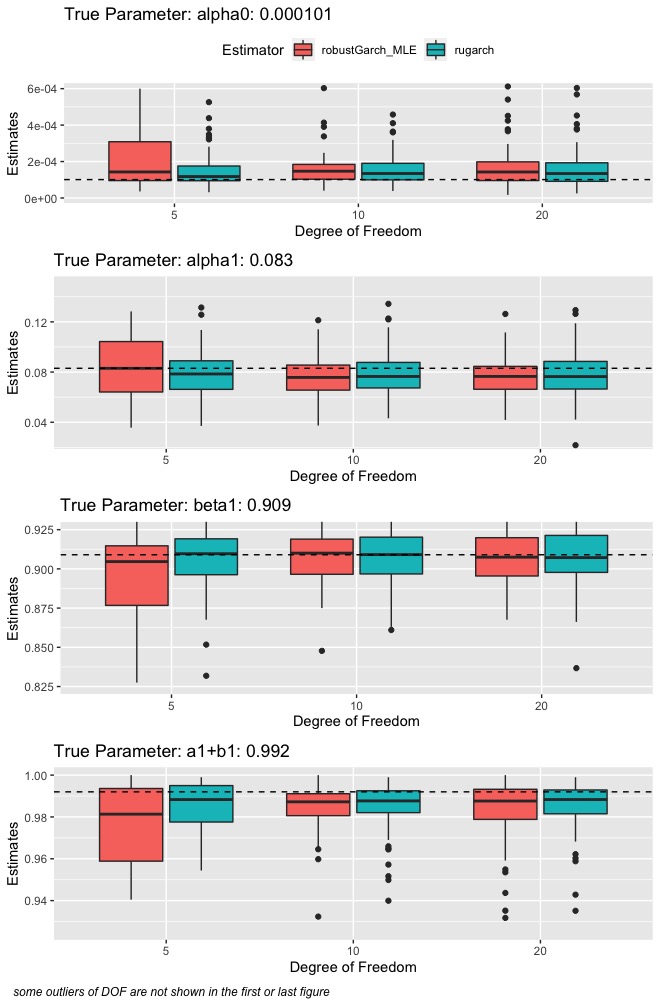 True Parameter: alpha0: 0.000101
Estimator robustGarch_MLE rugarch
6e-04
4e-04
2e-04
0e+00
Estimates
5 10 20
Degree of Freedom
True Parameter: alpha1: 0.083
0.12
0.08
0.04
Estimates
5 10 20
Degree of Freedom
True Parameter: beta1: 0.909
0.925
0.900
0.875
0.850
0.825
Estimates
5 10 20
Degree of Freedom
True Parameter: a1+b1: 0.992
1.00
0.98
0.96
0.94
Estimates
5 10 20
Degree of Freedom
some outliers of DOF are not shown in the first or last figure